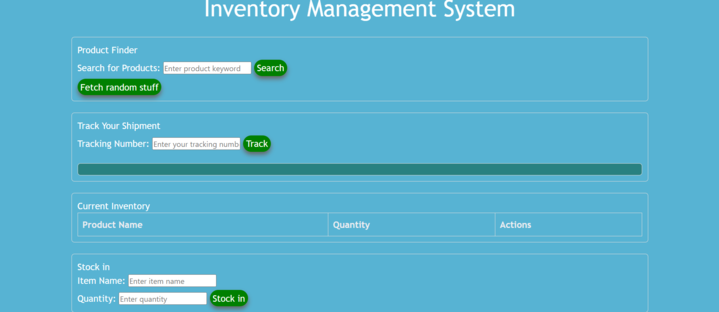 Inventory Management System
Product Finder
Search for Products: Enter product keyword Search
Fetch random stuff
Track Your Shipment
Tracking Number: Enter your tracking numb Track
Current Inventory
Product Name Quantity Actions
Stock in
Item Name: Enter item name
Quantity: Enter quantity Stock in